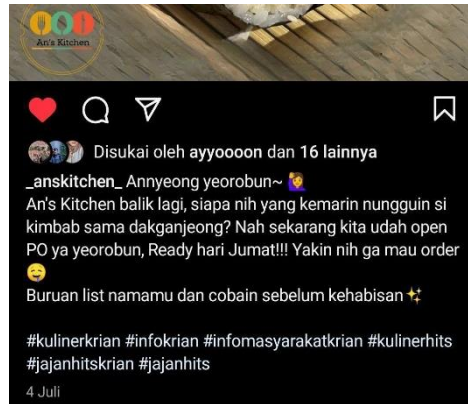 An's Kitchen
Disukai oleh ayyoooon dan 16 lainnya
_anskitchen_ Annyeong yeorobun~ 🙋‍♀️
An's Kitchen balik lagi, siapa nih yang kemarin nungguin si
kimbab sama dakganjeong? Nah sekarang kita udah open
PO ya yeorobun, Ready hari Jumat!!! Yakin nih ga mau order
🤤
Buruan list namamu dan cobain sebelum kehabisan✨
#kulinerkrian #infokrian #infomasyarakatkrian #kulinerhits
#jajanhitskrian #jajanhits
4 Juli